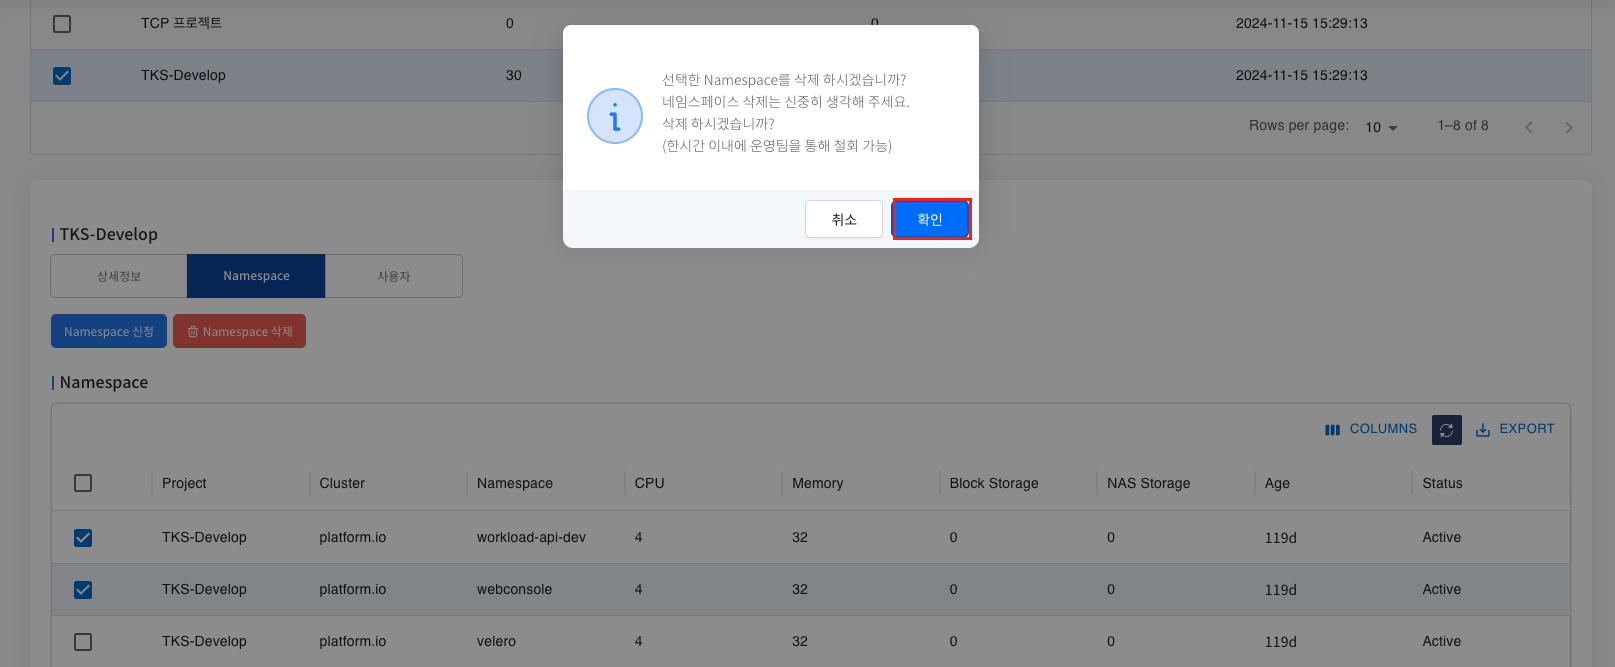 TCP 프로젝트 0 0 2024-11-15 15:29:13
TKS-Develop 30 2024-11-15 15:29:13
Rows per page: 10 1–8 of 8
선택한 Namespace를 삭제 하시겠습니까?
네임스페이스 삭제는 신중히 생각해 주세요.
삭제 하시겠습니까?
(한시간 이내에 운영팀을 통해 철회 가능)
취소 확인
TKS-Develop
상세정보 Namespace 사용자
Namespace 신청 Namespace 삭제
Namespace
COLUMNS EXPORT
Project Cluster Namespace CPU Memory Block Storage NAS Storage Age Status
TKS-Develop platform.io workload-api-dev 4 32 0 0 119d Active
TKS-Develop platform.io webconsole 4 32 0 0 119d Active
TKS-Develop platform.io velero 4 32 0 0 119d Active